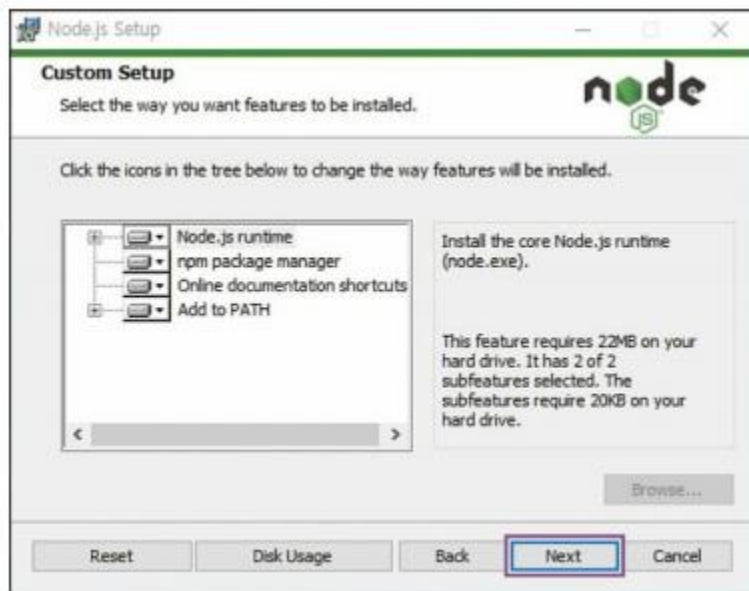 Node.js Setup
Custom Setup
Select the way you want features to be installed.
node
JS
Click the icons in the tree below to change the way features will be installed.
Node.js runtime
npm package manager
Online documentation shortcuts
Add to PATH
Install the core Node.js runtime
(node.exe).
This feature requires 22MB on your
hard drive. It has 2 of 2
subfeatures selected. The
subfeatures require 20KB on your
hard drive.
Browse...
Reset
Disk Usage
Back
Next
Cancel